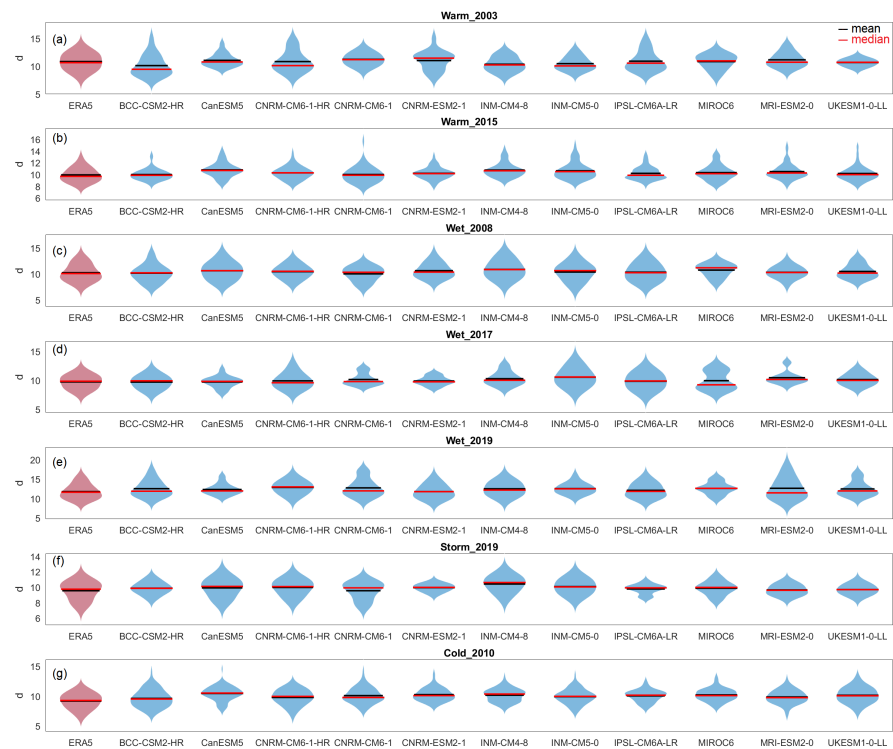 Warm_2003
(a)
mean
median
15
10
5
d
ERA5 BCC-CSM2-HR CanESM5 CNRM-CM6-1-HR CNRM-CM6-1 CNRM-ESM2-1 INM-CM4-8 INM-CM5-0 IPSL-CM6A-LR MIROC6 MRI-ESM2-0 UKESM1-0-LL
Warm_2015
(b)
16
14
12
10
8
6
d
ERA5 BCC-CSM2-HR CanESM5 CNRM-CM6-1-HR CNRM-CM6-1 CNRM-ESM2-1 INM-CM4-8 INM-CM5-0 IPSL-CM6A-LR MIROC6 MRI-ESM2-0 UKESM1-0-LL
Wet_2008
(c)
15
10
5
d
ERA5 BCC-CSM2-HR CanESM5 CNRM-CM6-1-HR CNRM-CM6-1 CNRM-ESM2-1 INM-CM4-8 INM-CM5-0 IPSL-CM6A-LR MIROC6 MRI-ESM2-0 UKESM1-0-LL
Wet_2017
(d)
15
10
5
d
ERA5 BCC-CSM2-HR CanESM5 CNRM-CM6-1-HR CNRM-CM6-1 CNRM-ESM2-1 INM-CM4-8 INM-CM5-0 IPSL-CM6A-LR MIROC6 MRI-ESM2-0 UKESM1-0-LL
Wet_2019
(e)
20
15
10
5
d
ERA5 BCC-CSM2-HR CanESM5 CNRM-CM6-1-HR CNRM-CM6-1 CNRM-ESM2-1 INM-CM4-8 INM-CM5-0 IPSL-CM6A-LR MIROC6 MRI-ESM2-0 UKESM1-0-LL
Storm_2019
(f)
14
12
10
8
6
d
ERA5 BCC-CSM2-HR CanESM5 CNRM-CM6-1-HR CNRM-CM6-1 CNRM-ESM2-1 INM-CM4-8 INM-CM5-0 IPSL-CM6A-LR MIROC6 MRI-ESM2-0 UKESM1-0-LL
Cold_2010
(g)
15
10
5
d
ERA5 BCC-CSM2-HR CanESM5 CNRM-CM6-1-HR CNRM-CM6-1 CNRM-ESM2-1 INM-CM4-8 INM-CM5-0 IPSL-CM6A-LR MIROC6 MRI-ESM2-0 UKESM1-0-LL